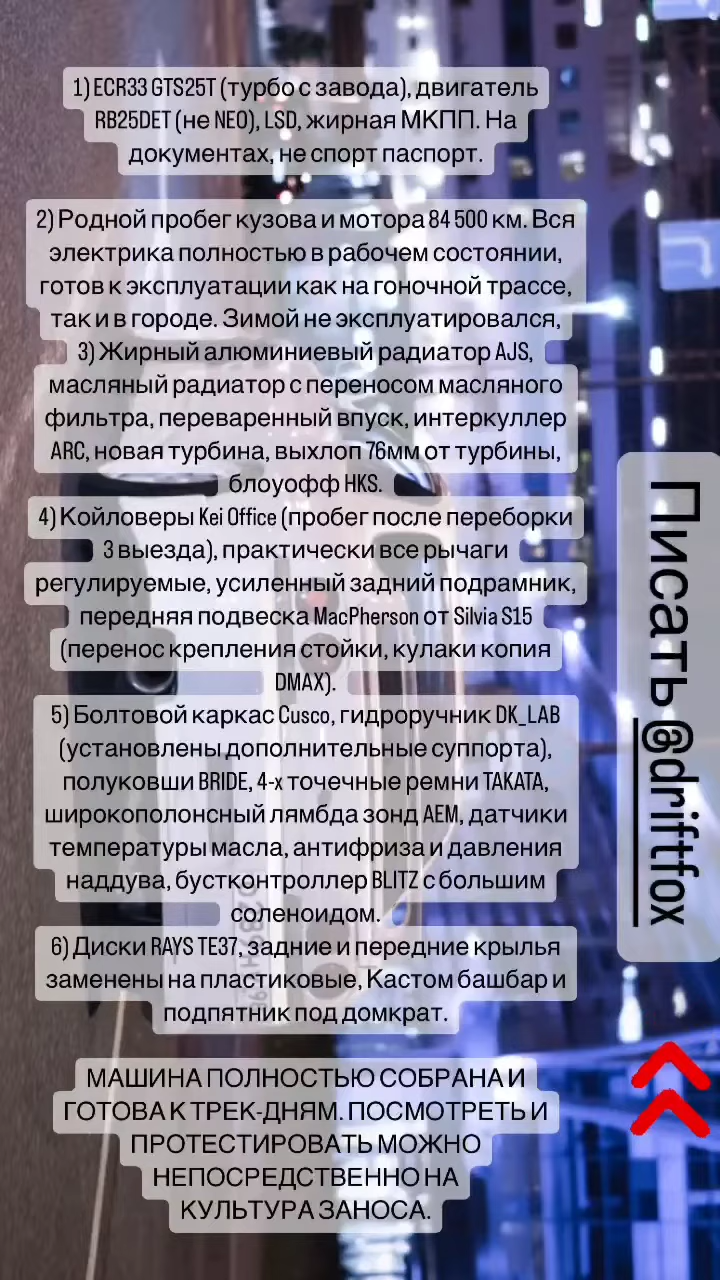 1) ECR33 GTS25T (турбо с завода), двигатель
RB25DET (не NEO), LSD, жирная МКПП. На
документах, не спорт паспорт.
2) Родной пробег кузова и мотора 84 500 км. Вся
электрика полностью в рабочем состоянии,
готов к эксплуатации как на гоночной трассе,
так и в городе. Зимой не эксплуатировался,
3) Жирный алюминиевый радиатор AJS,
масляный радиатор с переносом масляного
фильтра, переваренный впуск, интеркуллер
ARC, новая турбина, выхлоп 76мм от турбины,
блоуофф HKS.
4) Койловеры Kei Office (пробег после переборки
3 выезда), практически все рычаги
регулируемые, усиленный задний подрамник,
передняя подвеска MacPherson от Silvia S15
(перенос крепления стойки, кулаки копия
DMAX).
5) Болтовой каркас Cusco, гидроручник DK_LAB
(установлены дополнительные суппорта),
полуковши BRIDE, 4-х точечные ремни TAKATA,
широкополонсный лямбда зонд AEM, датчики
температуры масла, антифриза и давления
наддува, бустконтроллер BLITZ с большим
соленоидом.
6) Диски RAYS TE37, задние и передние крылья
заменены на пластиковые, Кастом башбар и
подпятник под домкрат.
МАШИНА ПОЛНОСТЬЮ СОБРАНА И
ГОТОВА К ТРЕК-ДНЯМ. ПОСМОТРЕТЬ И
ПРОТЕСТИРОВАТЬ МОЖНО
НЕПОСРЕДСТВЕННО НА
КУЛЬТУРА ЗАНОСА.
Писать @driftfox